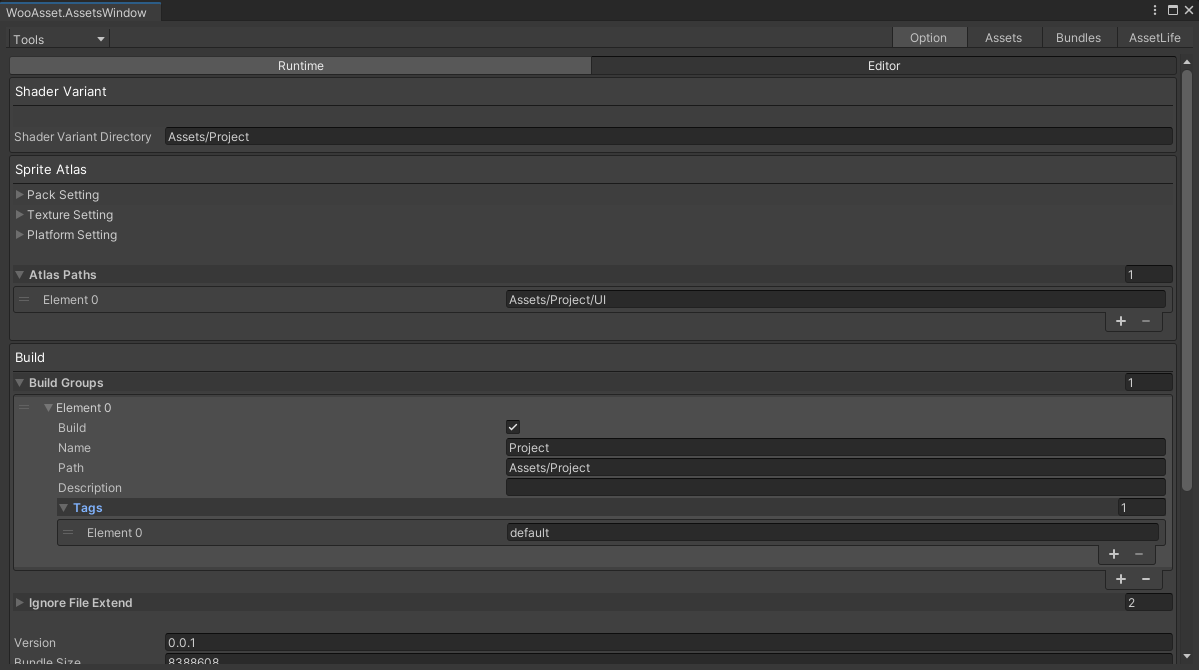 WooAsset.AssetsWindow
Tools Option Assets Bundles AssetLife
Runtime Editor
Shader Variant
Shader Variant Directory Assets/Project
Sprite Atlas
Pack Setting
Texture Setting
Platform Setting
Atlas Paths 1
Element 0 Assets/Project/UI
Build
Build Groups 1
Element 0
Build
Name Project
Path Assets/Project
Description
Tags 1
Element 0 default
Ignore File Extend 2
Version 0.0.1
Bundle Size 8388608